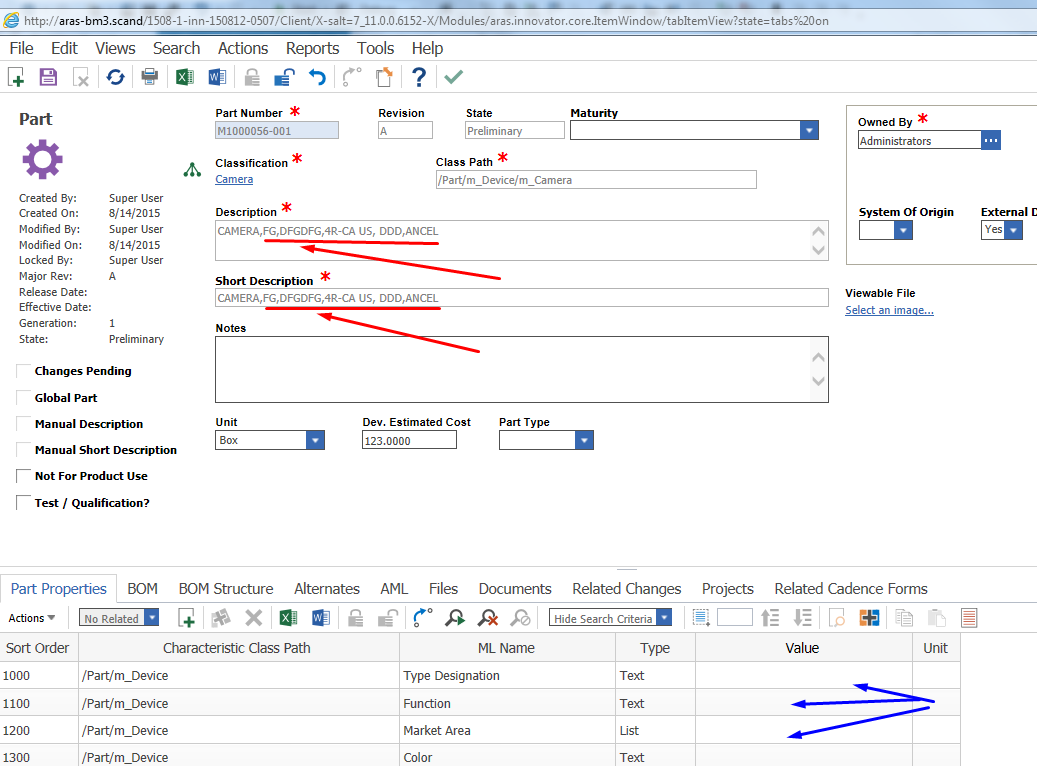 http://aras-bm3.scand/1508-1-inn-150812-0507/Client/X-salt=7_11.0.0.6152-X/Modules/aras.innovator.core.ItemWindow/tabItemView?state=tabs%20on
File Edit Views Search Actions Reports Tools Help
Part
Created By: Super User
Created On: 8/14/2015
Modified By: Super User
Modified On: 8/14/2015
Locked By: Super User
Major Rev: A
Release Date:
Effective Date:
Generation: 1
State: Preliminary
Changes Pending
Global Part
Manual Description
Manual Short Description
Not For Product Use
Test / Qualification?
Part Number * Revision State Maturity
M1000056-001 A Preliminary
Classification * Class Path *
Camera /Part/m_Device/m_Camera
Description *
CAMERA,FG,DFGDFG,4R-CA US, DDD,ANCEL
Short Description *
CAMERA,FG,DFGDFG,4R-CA US, DDD,ANCEL
Notes
Unit Dev. Estimated Cost Part Type
Box 123.0000
Owned By *
Administrators
System Of Origin External D
Yes
Viewable File
Select an image...
Part Properties BOM BOM Structure Alternates AML Files Documents Related Changes Projects Related Cadence Forms
Actions No Related Hide Search Criteria
Sort Order Characteristic Class Path ML Name Type Value Unit
1000 /Part/m_Device Type Designation Text
1100 /Part/m_Device Function Text
1200 /Part/m_Device Market Area List
1300 /Part/m_Device Color Text